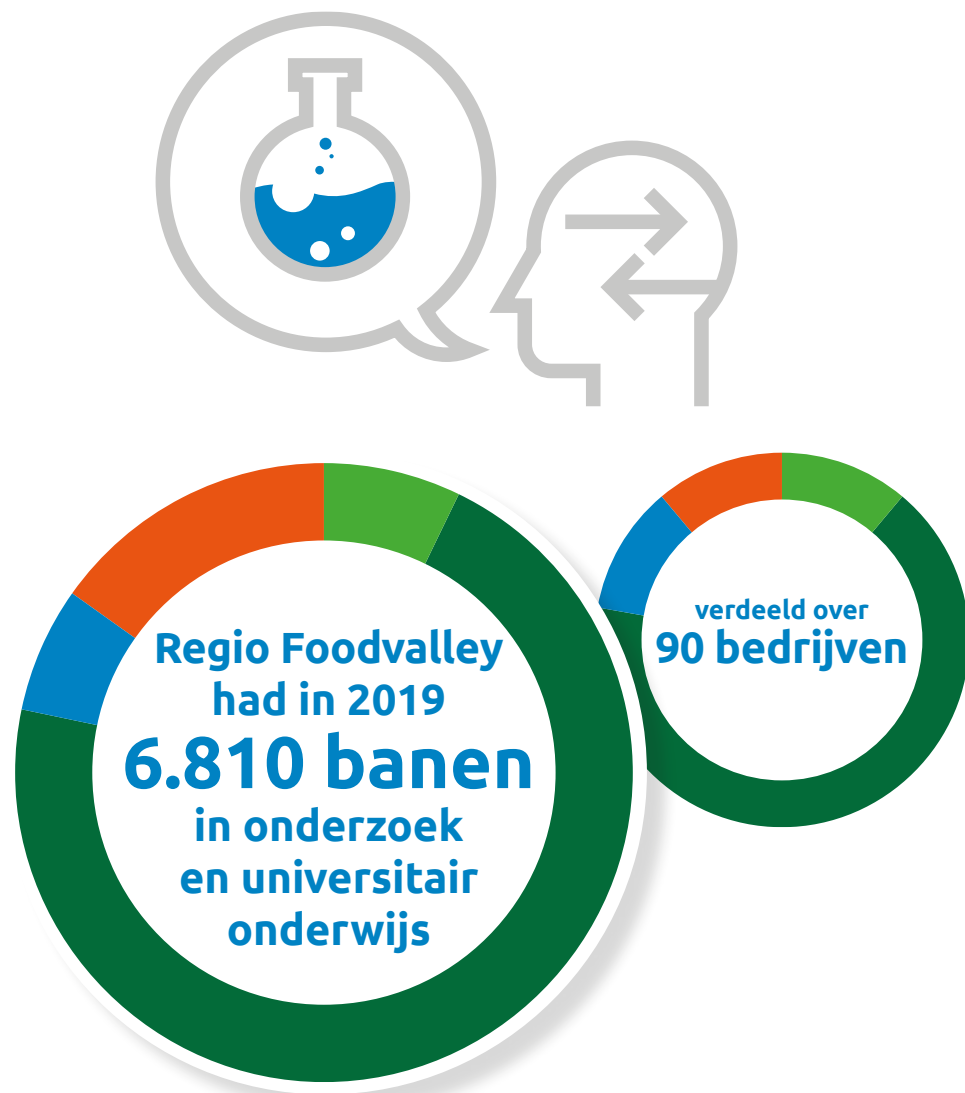 Regio Foodvalley
had in 2019
6.810 banen
in onderzoek
en universitair
onderwijs
verdeeld over
90 bedrijven